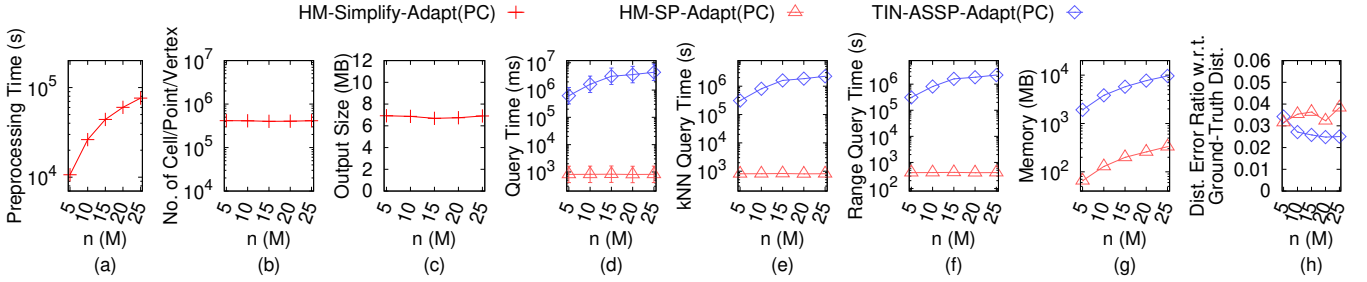 HM-Simplify-Adapt(PC) HM-SP-Adapt(PC) TIN-ASSP-Adapt(PC)
Preprocessing Time (s)
10^5
10^4
5 10 15 20 25
n (M)
(a)
No. of Cell/Point/Vertex
10^7
10^6
10^5
10^4
5 10 15 20 25
n (M)
(b)
Output Size (MB)
12
10
8
6
4
2
0
5 10 15 20 25
n (M)
(c)
Query Time (ms)
10^7
10^6
10^5
10^4
10^3
5 10 15 20 25
n (M)
(d)
kNN Query Time (s)
10^6
10^5
10^4
10^3
5 10 15 20 25
n (M)
(e)
Range Query Time (s)
10^6
10^5
10^4
10^3
10^2
5 10 15 20 25
n (M)
(f)
Memory (MB)
10^4
10^3
10^2
5 10 15 20 25
n (M)
(g)
Dist. Error Ratio w.r.t.
Ground-Truth Dist.
0.06
0.05
0.04
0.03
0.02
0.01
0
5 10 15 20 25
n (M)
(h)